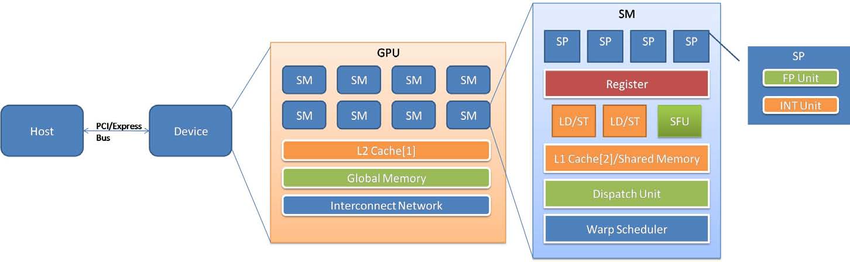 Host
PCI/Express
Bus
Device
GPU
SM SM SM SM
SM SM SM SM
L2 Cache[1]
Global Memory
Interconnect Network
SM
SP SP SP SP
Register
LD/ST LD/ST SFU
L1 Cache[2]/Shared Memory
Dispatch Unit
Warp Scheduler
SP
FP Unit
INT Unit